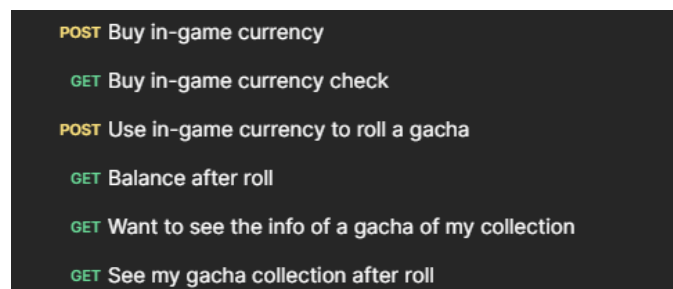 POST Buy in-game currency
GET Buy in-game currency check
POST Use in-game currency to roll a gacha
GET Balance after roll
GET Want to see the info of a gacha of my collection
GET See my gacha collection after roll